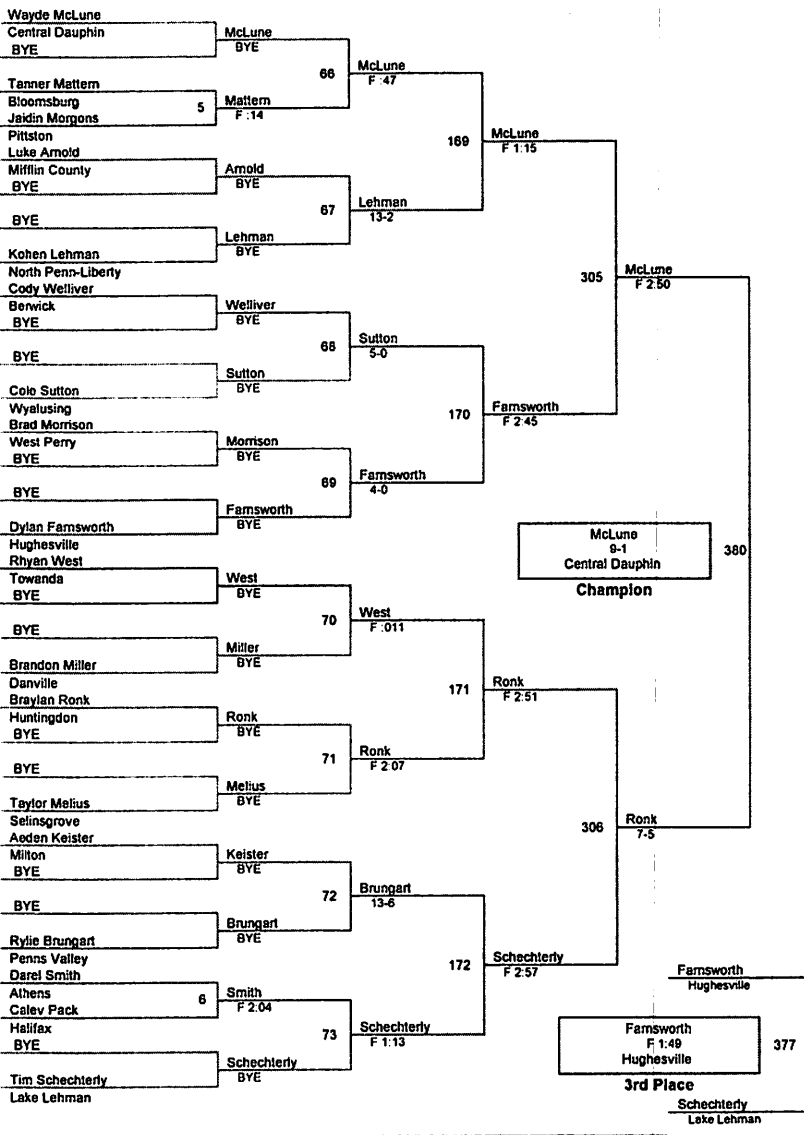 Wayde McLune
Central Dauphin
BYE
McLune
BYE
66
McLune
F :47
Tanner Mattern
Bloomsburg
Jaidin Morgons
Pittston
5
Mattern
F :14
169
McLune
F 1:15
Luke Arnold
Mifflin County
BYE
Arnold
BYE
67
Lehman
13-2
BYE
Kohen Lehman
North Penn-Liberty
Lehman
BYE
305
McLune
F 2:50
Cody Welliver
Berwick
BYE
Welliver
BYE
68
Sutton
5-0
BYE
Cole Sutton
Wyalusing
Sutton
BYE
170
Farnsworth
F 2:45
Brad Morrison
West Perry
BYE
Morrison
BYE
69
Farnsworth
4-0
BYE
Dylan Farnsworth
Hughesville
Farnsworth
BYE
McLune
9-1
Central Dauphin
Champion
380
Rhyan West
Towanda
BYE
West
BYE
70
West
F :011
BYE
Brandon Miller
Danville
Miller
BYE
171
Ronk
F 2:51
Braylan Ronk
Huntingdon
BYE
Ronk
BYE
71
Ronk
F 2:07
BYE
Taylor Melius
Selinsgrove
Melius
BYE
306
Ronk
7-5
Aeden Keister
Milton
BYE
Keister
BYE
72
Brungart
13-6
BYE
Rylie Brungart
Penns Valley
Brungart
BYE
172
Schechterly
F 2:57
Darel Smith
Athens
Calev Pack
Halifax
6
Smith
F 2:04
73
Schechterly
F 1:13
BYE
Tim Schechterly
Lake Lehman
Schechterly
BYE
Farnsworth
Hughesville
Farnsworth
F 1:49
Hughesville
3rd Place
377
Schechterly
Lake Lehman